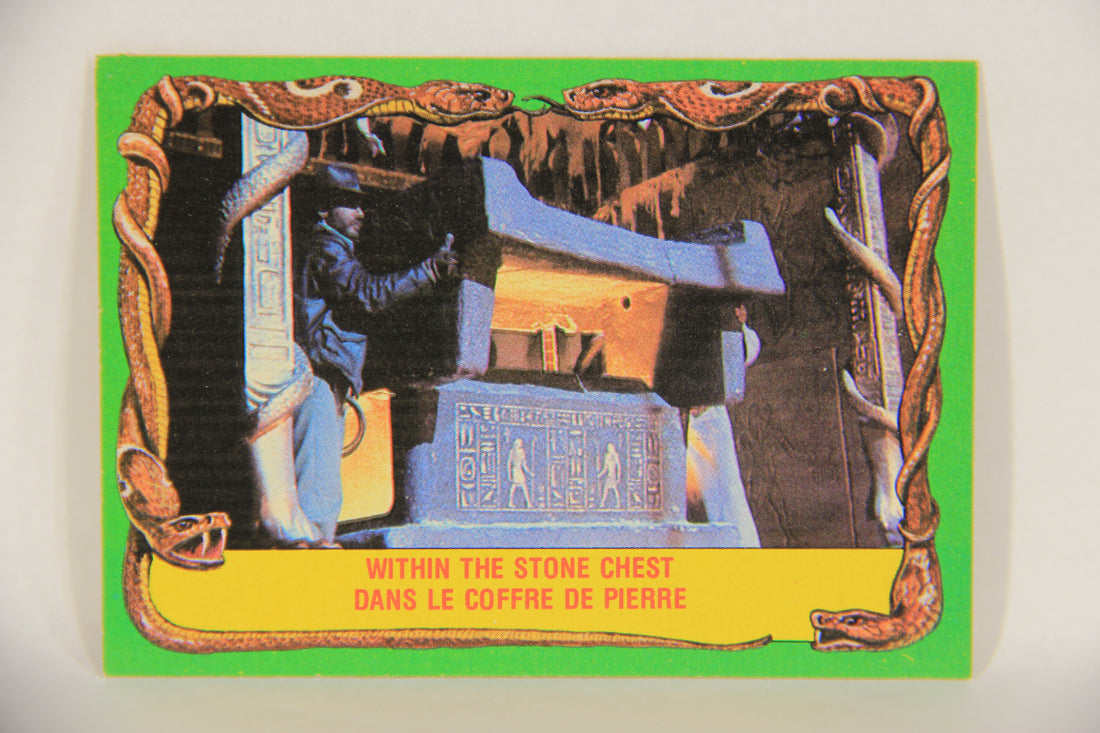 WITHIN THE STONE CHEST
DANS LE COFFRE DE PIERRE